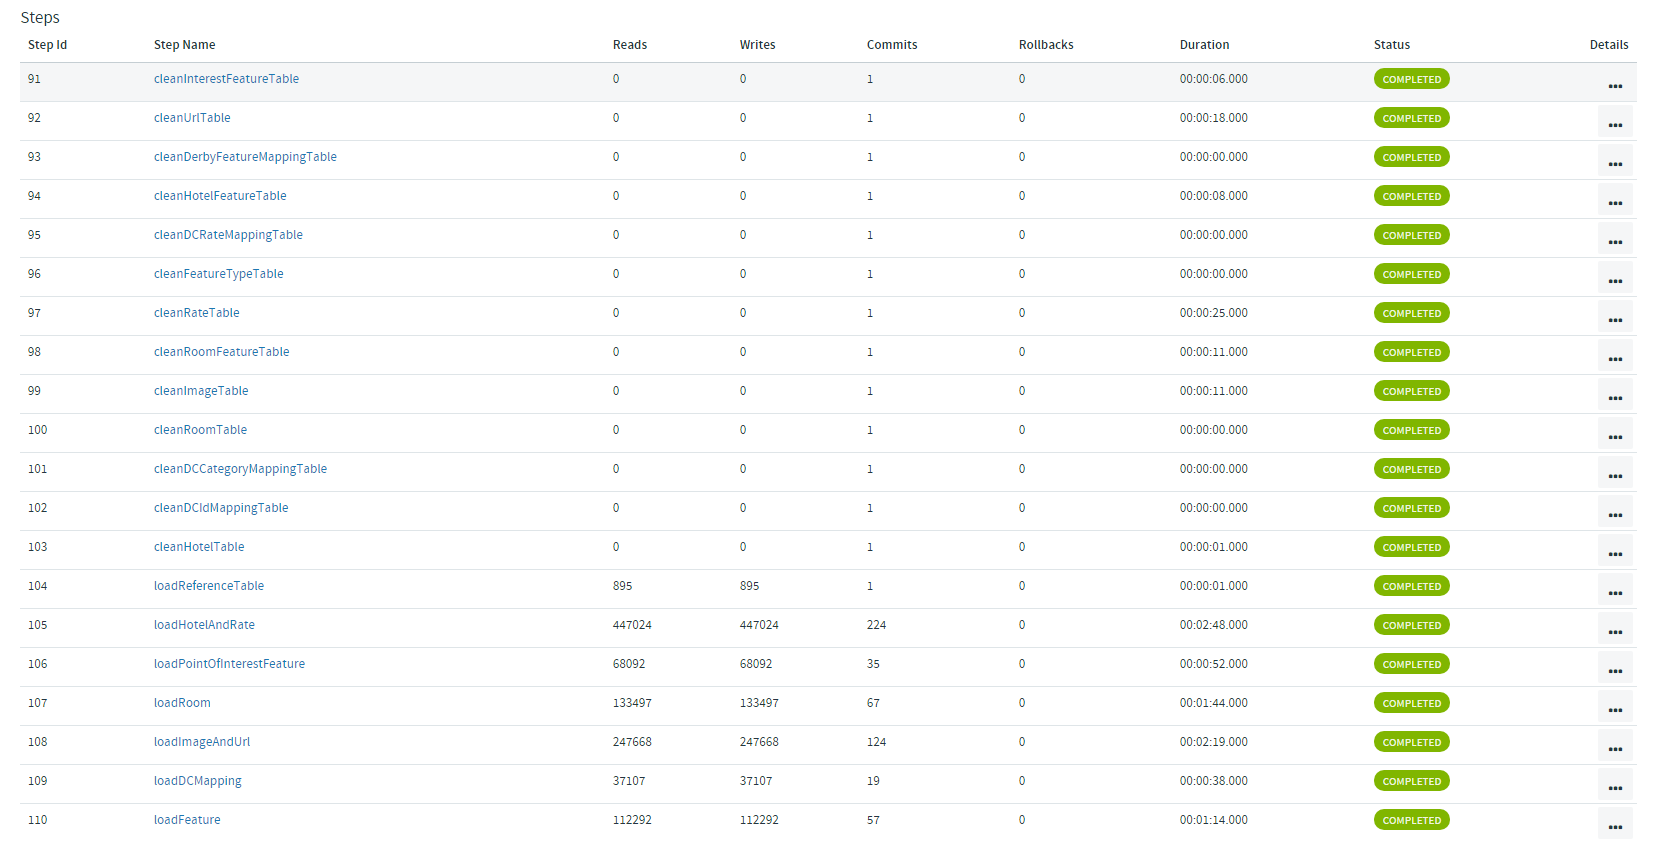 Steps
Step Id Step Name Reads Writes Commits Rollbacks Duration Status Details
91 cleanInterestFeatureTable 0 0 1 0 00:00:06.000 COMPLETED ...
92 cleanUrlTable 0 0 1 0 00:00:18.000 COMPLETED ...
93 cleanDerbyFeatureMappingTable 0 0 1 0 00:00:00.000 COMPLETED ...
94 cleanHotelFeatureTable 0 0 1 0 00:00:08.000 COMPLETED ...
95 cleanDCRateMappingTable 0 0 1 0 00:00:00.000 COMPLETED ...
96 cleanFeatureTypeTable 0 0 1 0 00:00:00.000 COMPLETED ...
97 cleanRateTable 0 0 1 0 00:00:25.000 COMPLETED ...
98 cleanRoomFeatureTable 0 0 1 0 00:00:11.000 COMPLETED ...
99 cleanImageTable 0 0 1 0 00:00:11.000 COMPLETED ...
100 cleanRoomTable 0 0 1 0 00:00:00.000 COMPLETED ...
101 cleanDCCategoryMappingTable 0 0 1 0 00:00:00.000 COMPLETED ...
102 cleanDCIdMappingTable 0 0 1 0 00:00:00.000 COMPLETED ...
103 cleanHotelTable 0 0 1 0 00:00:01.000 COMPLETED ...
104 loadReferenceTable 895 895 1 0 00:00:01.000 COMPLETED ...
105 loadHotelAndRate 447024 447024 224 0 00:02:48.000 COMPLETED ...
106 loadPointOfInterestFeature 68092 68092 35 0 00:00:52.000 COMPLETED ...
107 loadRoom 133497 133497 67 0 00:01:44.000 COMPLETED ...
108 loadImageAndUrl 247668 247668 124 0 00:02:19.000 COMPLETED ...
109 loadDCMapping 37107 37107 19 0 00:00:38.000 COMPLETED ...
110 loadFeature 112292 112292 57 0 00:01:14.000 COMPLETED ...